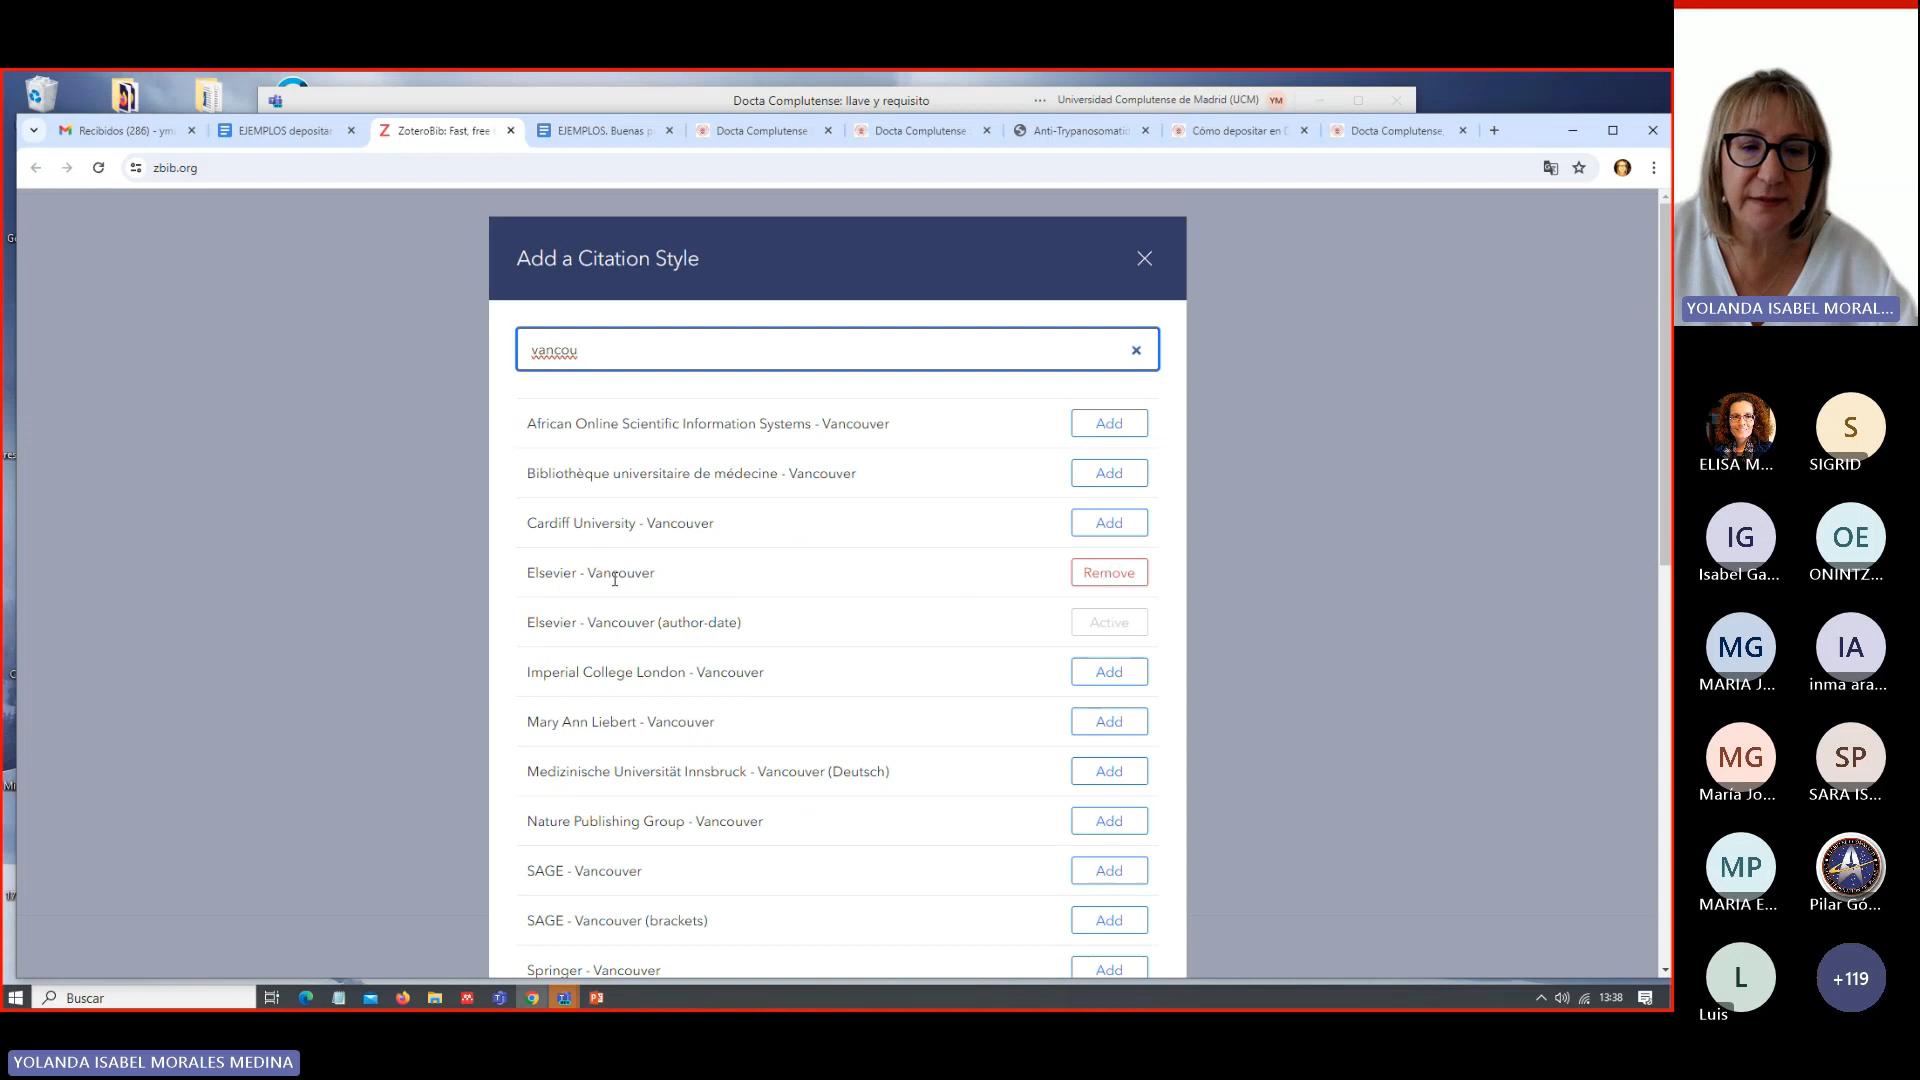 Docta Complutense: llave y requisito
Universidad Complutense de Madrid (UCM)
YM
Recibidos (286) - ym
EJEMPLOS depositar
ZoteroBib: Fast, free
EJEMPLOS. Buenas p
Docta Complutense
Docta Complutense
Anti-Trypanosomatic
Cómo depositar en D
Docta Complutense,
zbib.org
Add a Citation Style
vancou
African Online Scientific Information Systems - Vancouver
Add
Bibliothèque universitaire de médecine - Vancouver
Add
Cardiff University - Vancouver
Add
Elsevier - Vancouver
Remove
Elsevier - Vancouver (author-date)
Active
Imperial College London - Vancouver
Add
Mary Ann Liebert - Vancouver
Add
Medizinische Universität Innsbruck - Vancouver (Deutsch)
Add
Nature Publishing Group - Vancouver
Add
SAGE - Vancouver
Add
SAGE - Vancouver (brackets)
Add
Springer - Vancouver
Add
Buscar
13:38
YOLANDA ISABEL MORALES MEDINA
YOLANDA ISABEL MORAL...
ELISA M...
S
SIGRID
IG
Isabel Ga...
OE
ONINTZ...
MG
MARIA J...
IA
inma ara...
MG
María Jo...
SP
SARA IS...
MP
MARIA E...
Pilar Gó...
L
Luis
+119